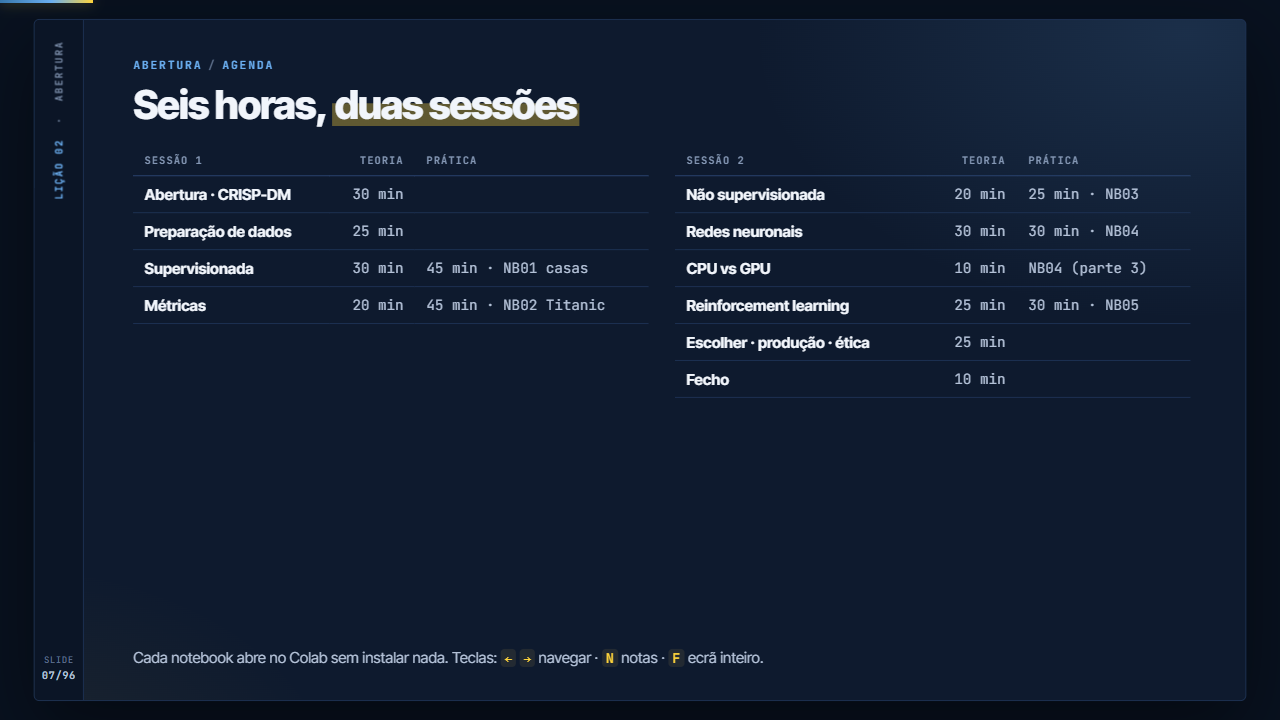 LIÇÃO 02 · ABERTURA
ABERTURA / AGENDA
Seis horas, duas sessões
SESSÃO 1 TEORIA PRÁTICA
Abertura · CRISP-DM 30 min
Preparação de dados 25 min
Supervisionada 30 min 45 min · NB01 casas
Métricas 20 min 45 min · NB02 Titanic
SESSÃO 2 TEORIA PRÁTICA
Não supervisionada 20 min 25 min · NB03
Redes neuronais 30 min 30 min · NB04
CPU vs GPU 10 min NB04 (parte 3)
Reinforcement learning 25 min 30 min · NB05
Escolher · produção · ética 25 min
Fecho 10 min
Cada notebook abre no Colab sem instalar nada. Teclas: ← → navegar · N notas · F ecrã inteiro.
SLIDE
07/96